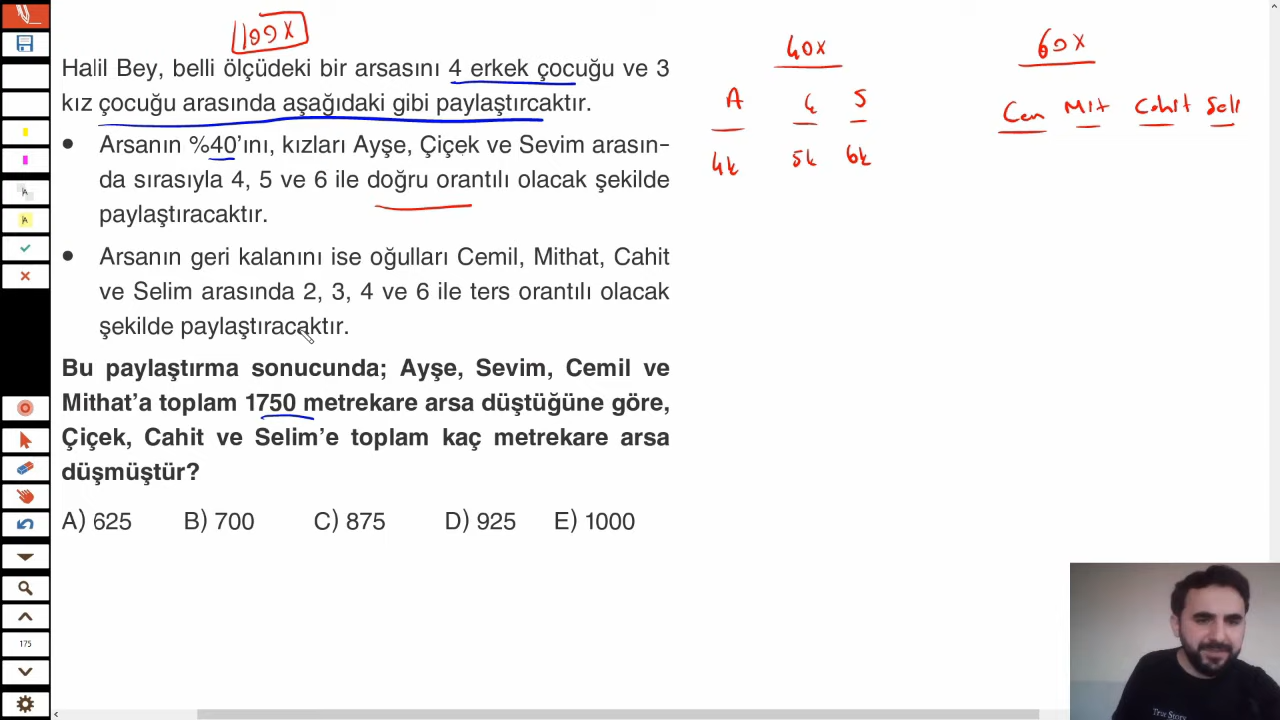 100x
Halil Bey, belli ölçüdeki bir arsasını 4 erkek çocuğu ve 3
kız çocuğu arasında aşağıdaki gibi paylaştırcaktır.
• Arsanın %40'ını, kızları Ayşe, Çiçek ve Sevim arasın-
da sırasıyla 4, 5 ve 6 ile doğru orantılı olacak şekilde
paylaştıracaktır.
• Arsanın geri kalanını ise oğulları Cemil, Mithat, Cahit
ve Selim arasında 2, 3, 4 ve 6 ile ters orantılı olacak
şekilde paylaştıracaktır.
Bu paylaştırma sonucunda; Ayşe, Sevim, Cemil ve
Mithat'a toplam 1750 metrekare arsa düştüğüne göre,
Çiçek, Cahit ve Selim'e toplam kaç metrekare arsa
düşmüştür?
A) 625 B) 700 C) 875 D) 925 E) 1000
40x
A Ç S
4k 5k 6k
60x
Cem Mit Cahit Seli
175
True Story